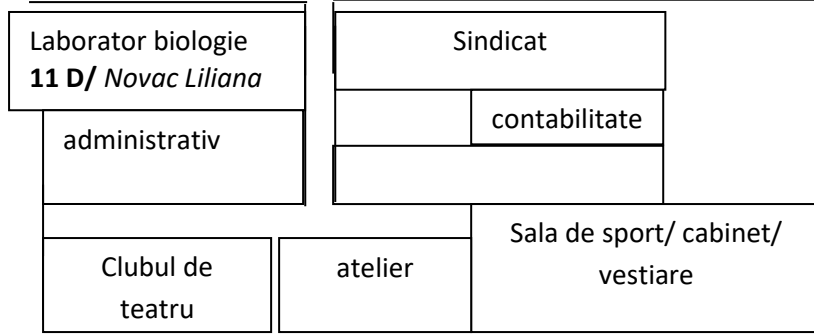 Laborator biologie
11 D/ Novac Liliana
Sindicat
contabilitate
administrativ
Sala de sport/ cabinet/
vestiare
Clubul de
teatru
atelier